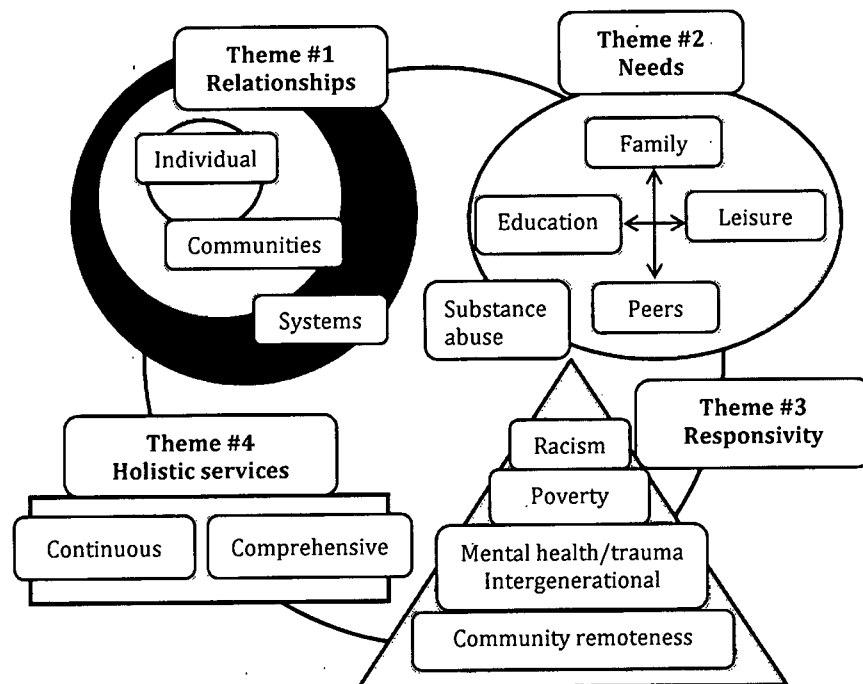 Theme #1
Relationships
Individual
Communities
Systems
Theme #2
Needs
Family
Education
Leisure
Peers
Substance
abuse
Theme #3
Responsivity
Racism
Poverty
Mental health/trauma
Intergenerational
Community remoteness
Theme #4
Holistic services
Continuous
Comprehensive